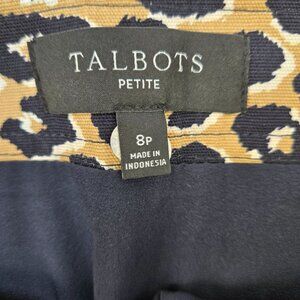 TALBOTS
PETITE
8P
MADE IN
INDONESIA